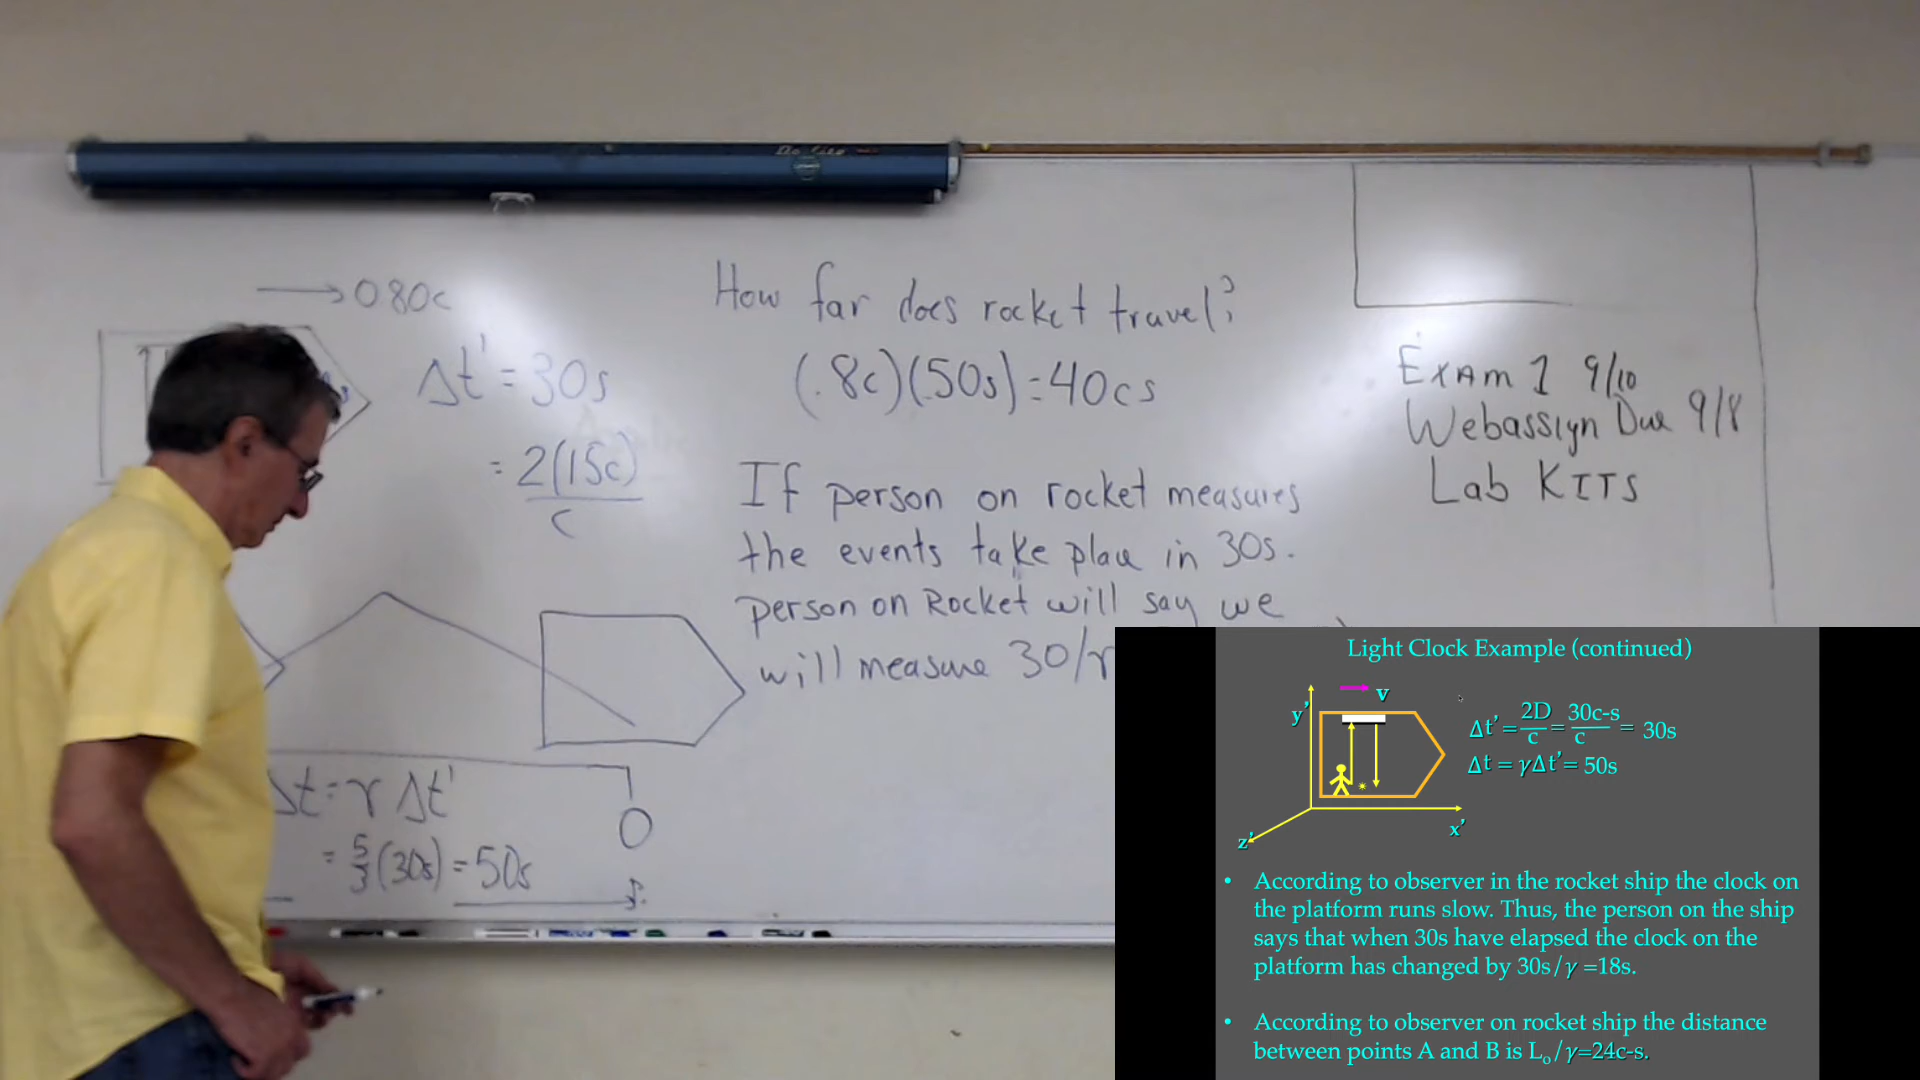 → 080c
Δt' = 30s
= 2(15c)
c
Δt = γ Δt'
= 5/3 (30s) = 50s
How far does rocket travel?
(.8c)(50s) = 40cs
If person on rocket measures
the events take place in 30s.
person on Rocket will say we
will measure 30/γ
Exam 1 9/10
Webassign Due 9/8
Lab KITS
Light Clock Example (continued)
v
y'
x'
z'
Δt' = 2D/c = 30c-s/c = 30s
Δt = γΔt' = 50s
• According to observer in the rocket ship the clock on
the platform runs slow. Thus, the person on the ship
says that when 30s have elapsed the clock on the
platform has changed by 30s/γ =18s.
• According to observer on rocket ship the distance
between points A and B is Lₒ/γ=24c-s.